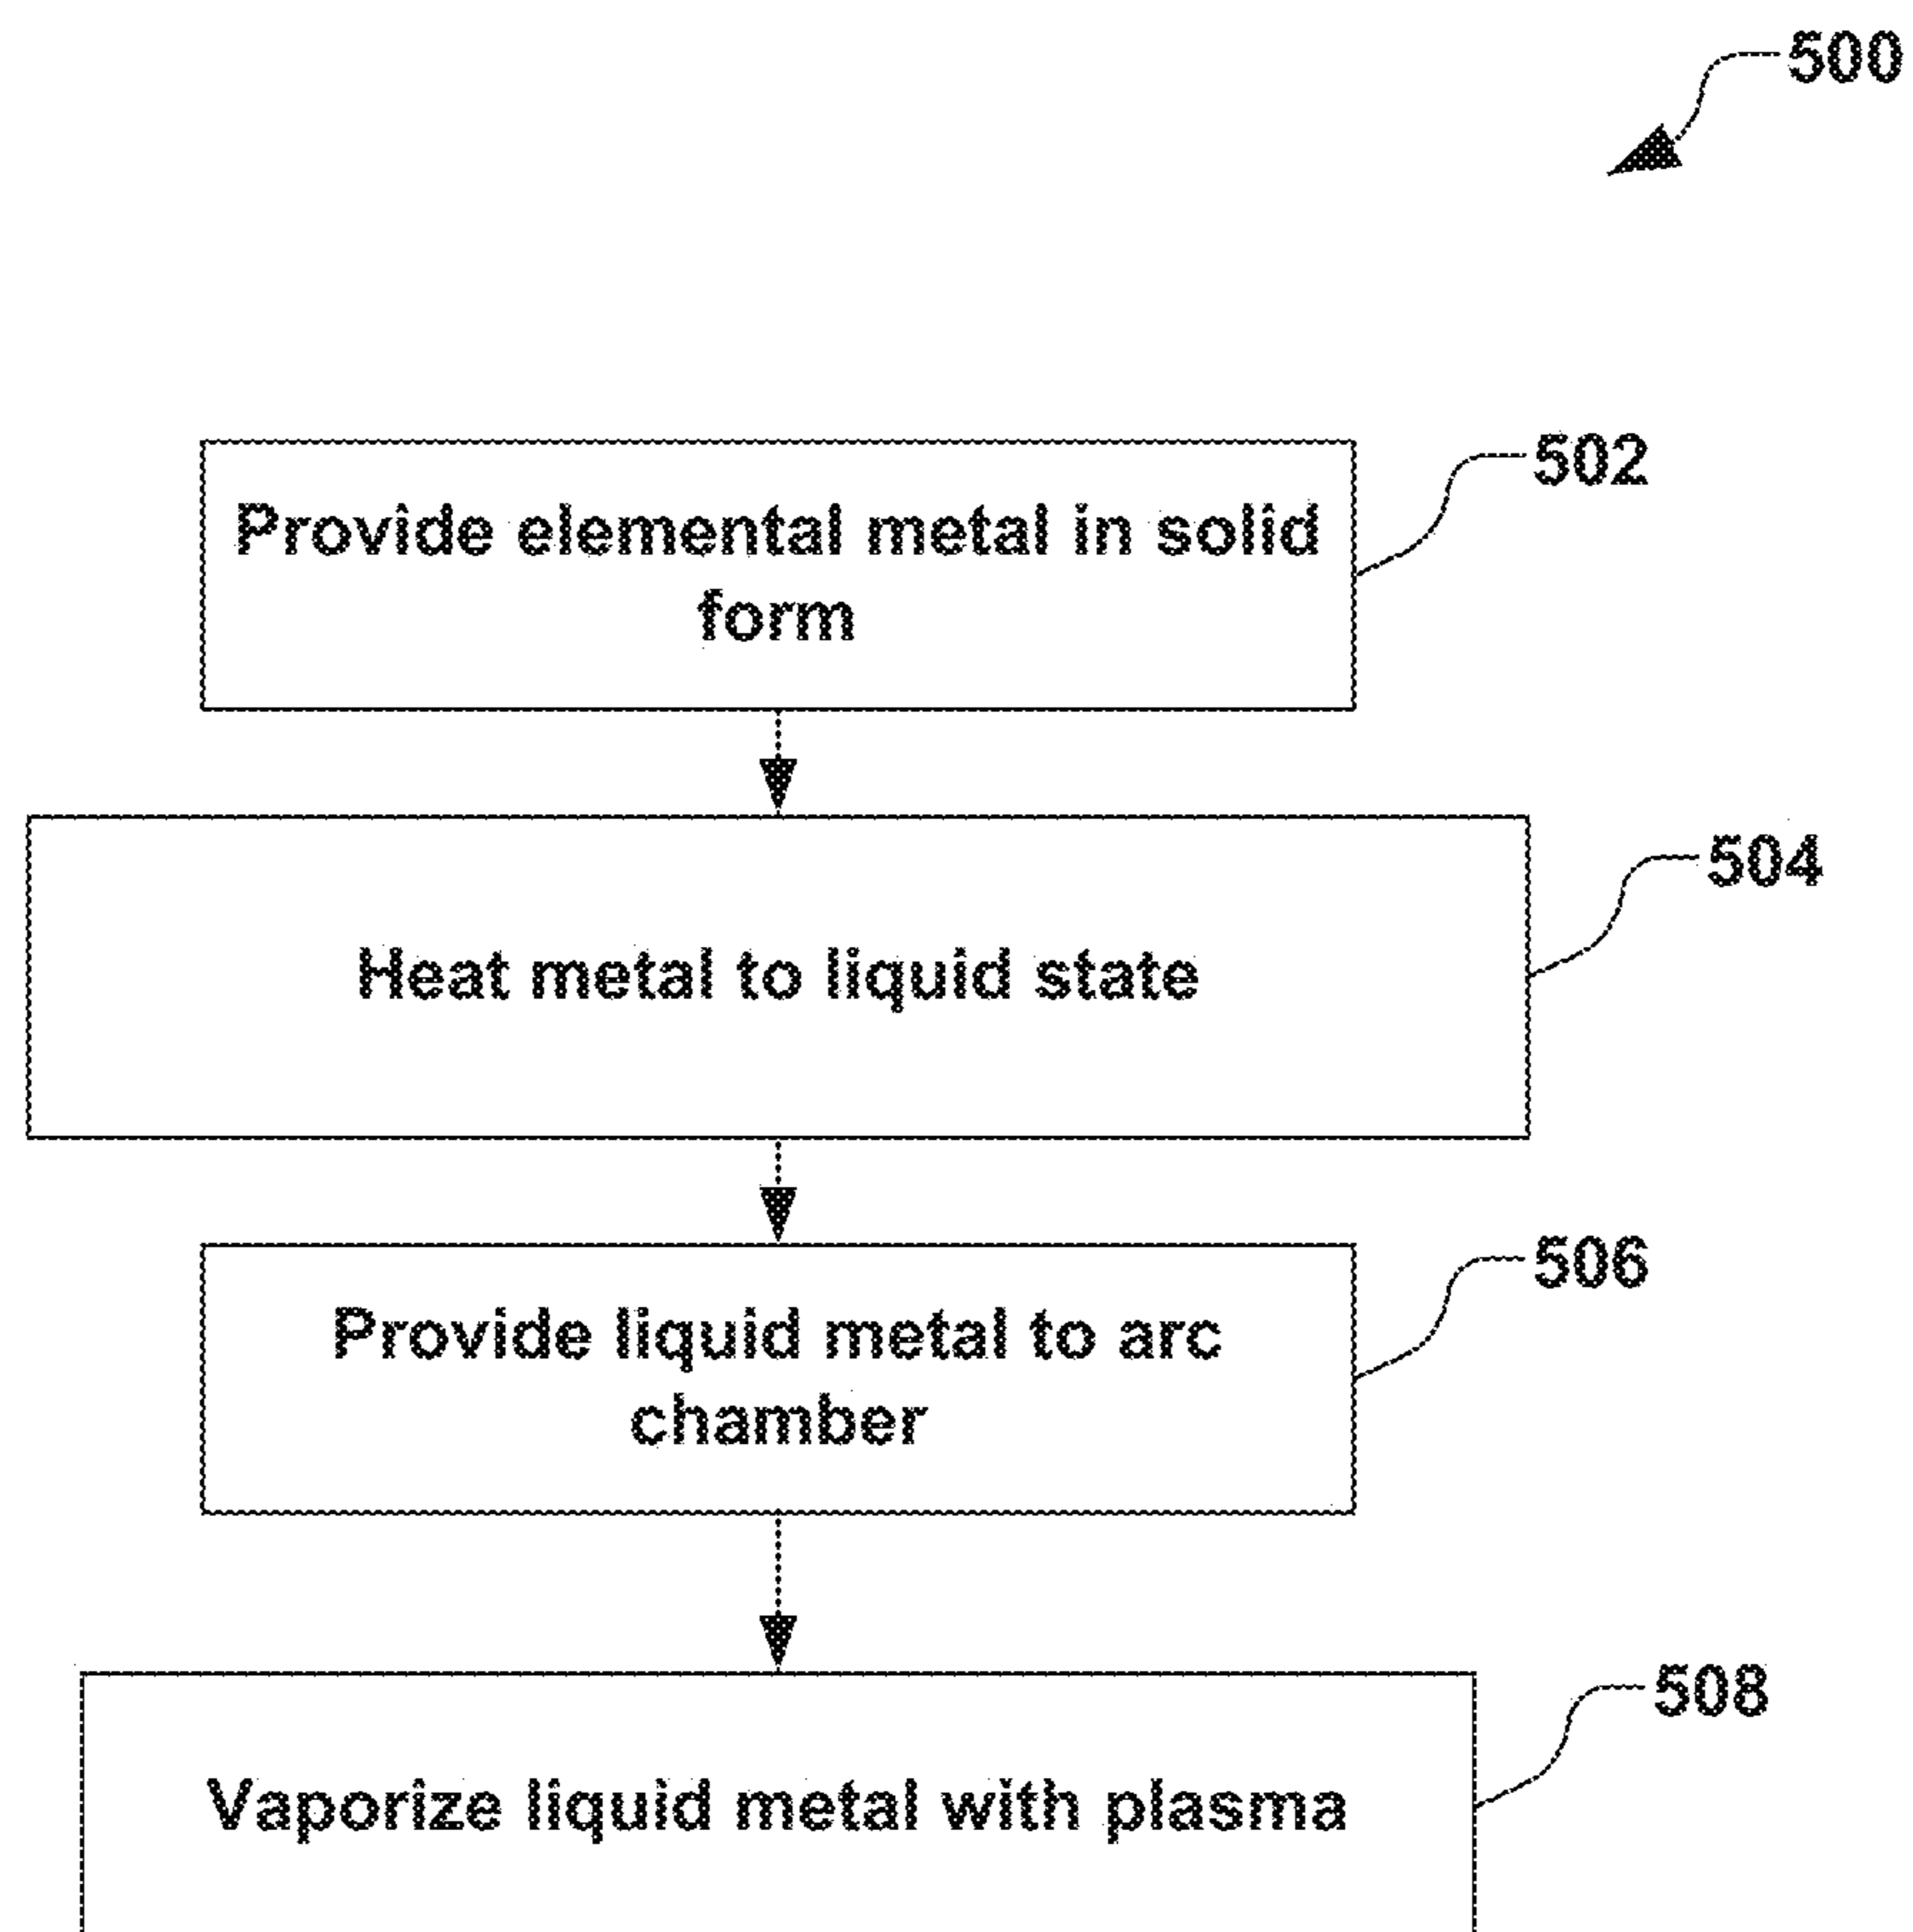 500
502
Provide elemental metal in solid
form
504
Heat metal to liquid state
506
Provide liquid metal to arc
chamber
508
Vaporize liquid metal with plasma